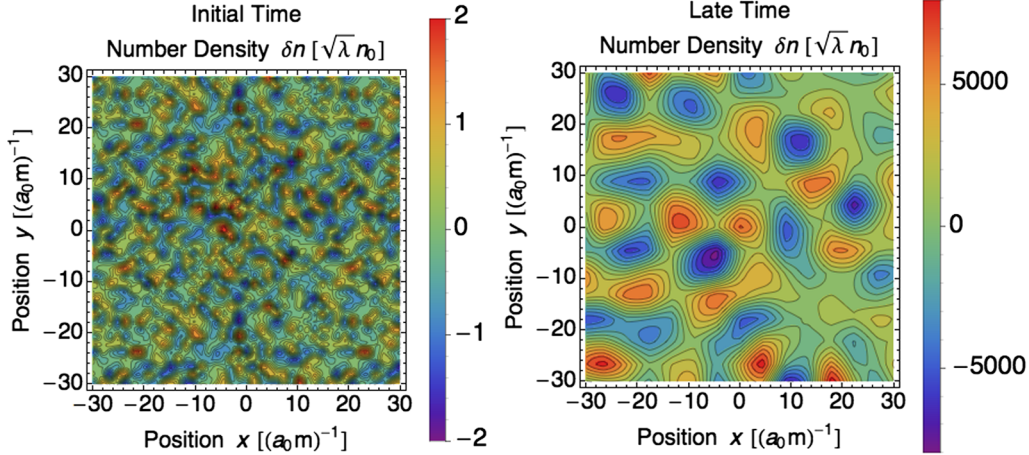 Initial Time
Number Density δn [√λ n₀]
30
20
10
0
−10
−20
−30
−30 −20 −10 0 10 20 30
Position x [(a₀m)⁻¹]
Position y [(a₀m)⁻¹]
2
1
0
−1
−2
Late Time
Number Density δn [√λ n₀]
30
20
10
0
−10
−20
−30
−30 −20 −10 0 10 20 30
Position x [(a₀m)⁻¹]
Position y [(a₀m)⁻¹]
5000
0
−5000